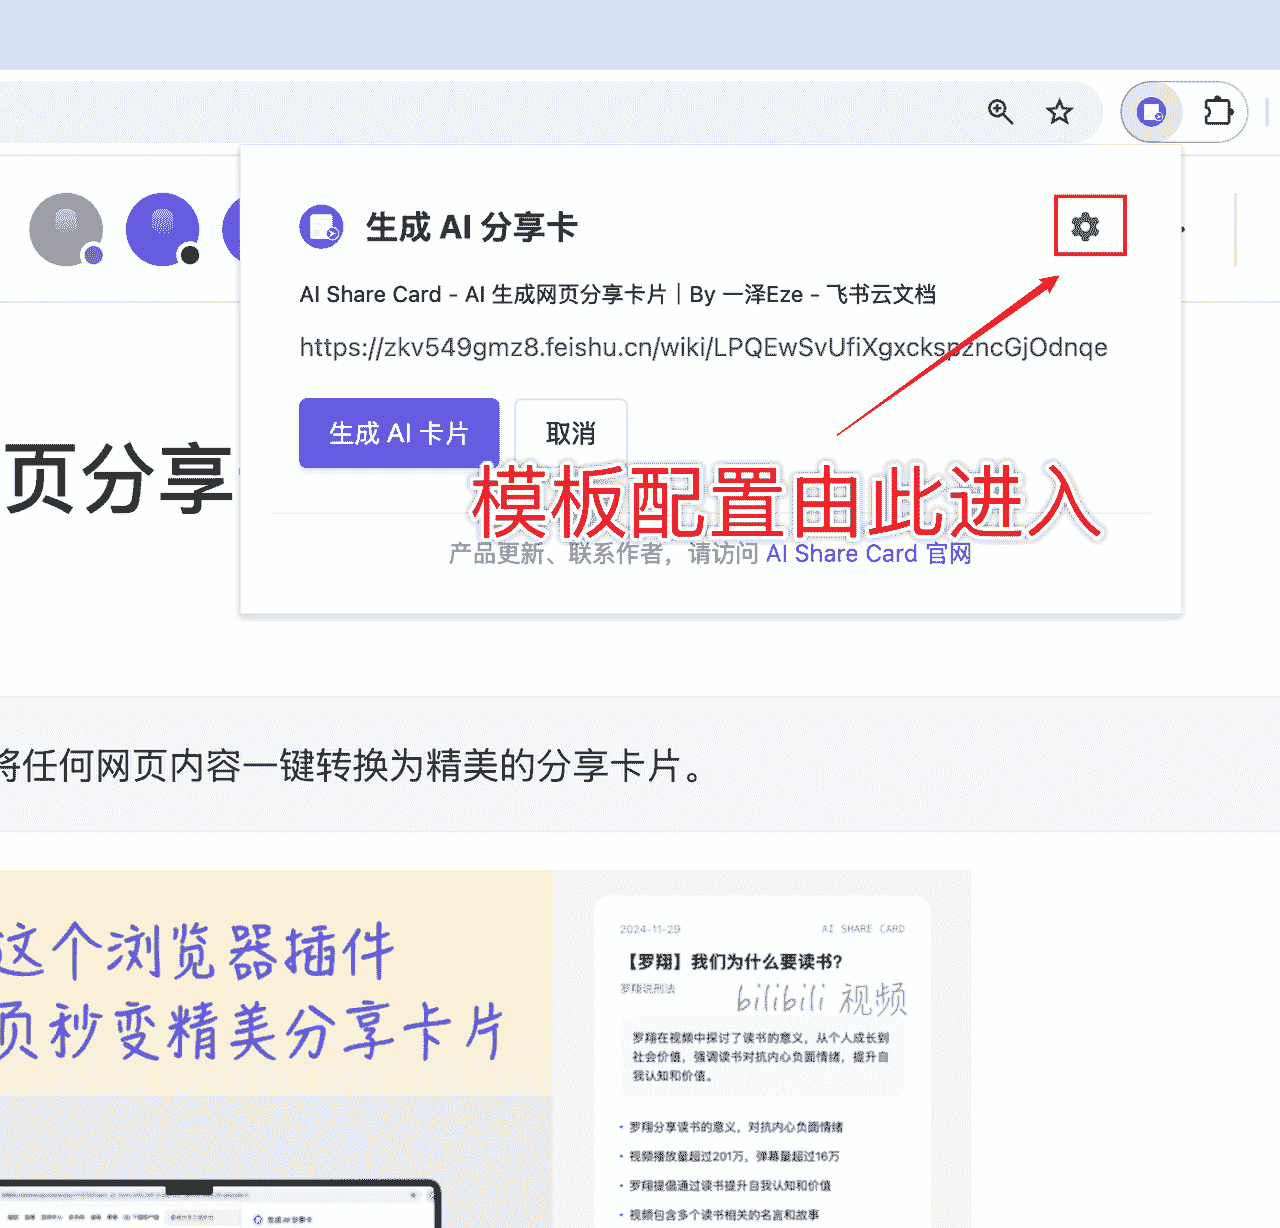 生成 AI 分享卡
AI Share Card - AI 生成网页分享卡片 | By 一泽Eze - 飞书云文档
https://zkv549gmz8.feishu.cn/wiki/LPQEwSvUfiXgxckspzncGjOdnqe
生成 AI 卡片
取消
模板配置由此进入
产品更新、联系作者，请访问 AI Share Card 官网
页分享
将任何网页内容一键转换为精美的分享卡片。
这个浏览器插件
页秒变精美分享卡片
2024-11-29
AI SHARE CARD
【罗翔】我们为什么要读书?
罗翔说刑法
bilibili 视频
罗翔在视频中探讨了读书的意义，从个人成长到
社会价值，强调读书对抗内心负面情绪，提升自
我认知和价值。
· 罗翔分享读书的意义，对抗内心负面情绪
· 视频播放量超过201万，弹幕量超过16万
· 罗翔提倡通过读书提升自我认知和价值
· 视频包含多个读书相关的名言和故事
生成 AI 分享卡